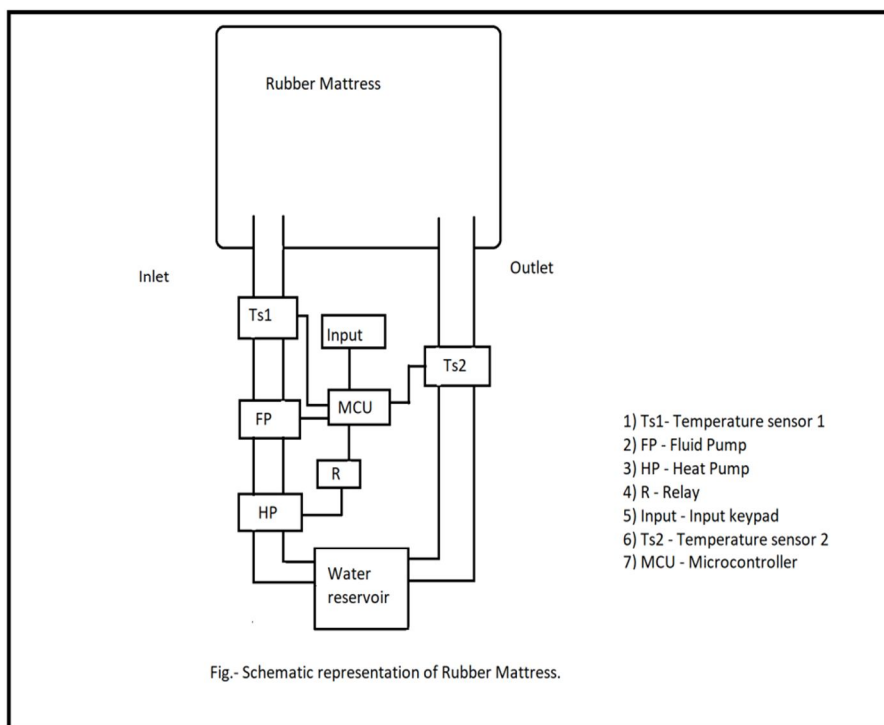 Rubber Mattress
Inlet
Outlet
Ts1
Input
Ts2
MCU
FP
R
HP
Water
reservoir
1) Ts1- Temperature sensor 1
2) FP - Fluid Pump
3) HP - Heat Pump
4) R - Relay
5) Input - Input keypad
6) Ts2 - Temperature sensor 2
7) MCU - Microcontroller
Fig.- Schematic representation of Rubber Mattress.